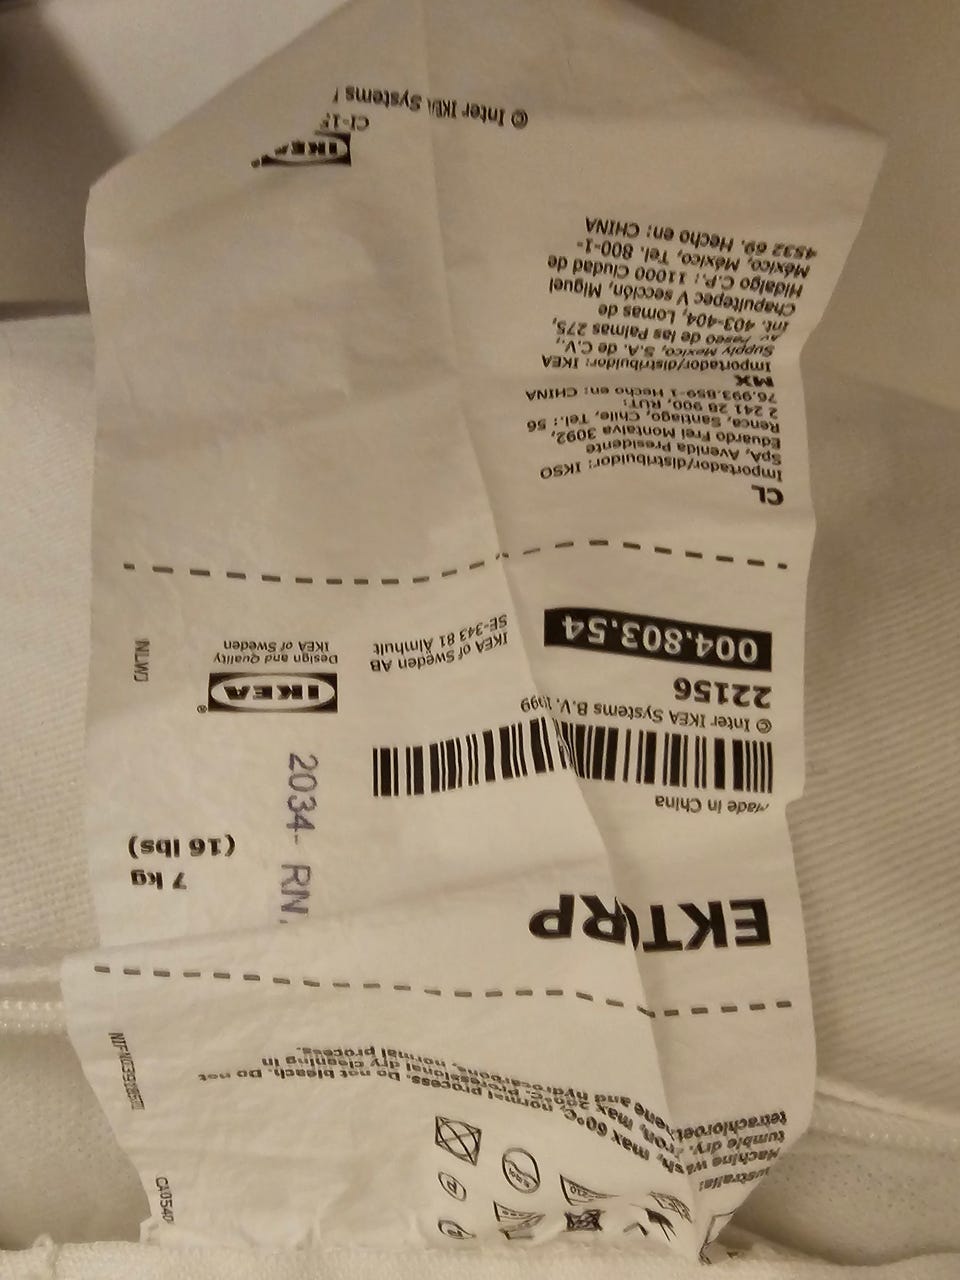 Australia:
Machine wash, max 60°C, normal process. Do not bleach. Do not
tumble dry. Iron, max 200°C. Professional dry cleaning in
tetrachloroethene and hydrocarbons, normal process.
EKTORP
7 kg
(16 lbs)
2034- RN.
Made in China
© Inter IKEA Systems B.V. 1999
22156
004.803.54
IKEA
®
Design and Quality
IKEA of Sweden
IKEA of Sweden AB
SE-343 81 Älmhult
CL
Importador/distribuidor: IKSO
SpA, Avenida Presidente
Eduardo Frei Montalva 3092,
Renca, Santiago, Chile, Tel.: 56
2 241 28 900, RUT:
76.993.859-1 Hecho en: CHINA
MX
Importador/distribuidor: IKEA
Supply Mexico, S.A. de C.V.,
Av Paseo de las Palmas 275,
Int. 403-404, Lomas de
Chapultepec V sección, Miguel
Hidalgo C.P.: 11000 Ciudad de
México, México, Tel. 800-1-
4532 69. Hecho en: CHINA
IKEA
®
© Inter IKEA Systems